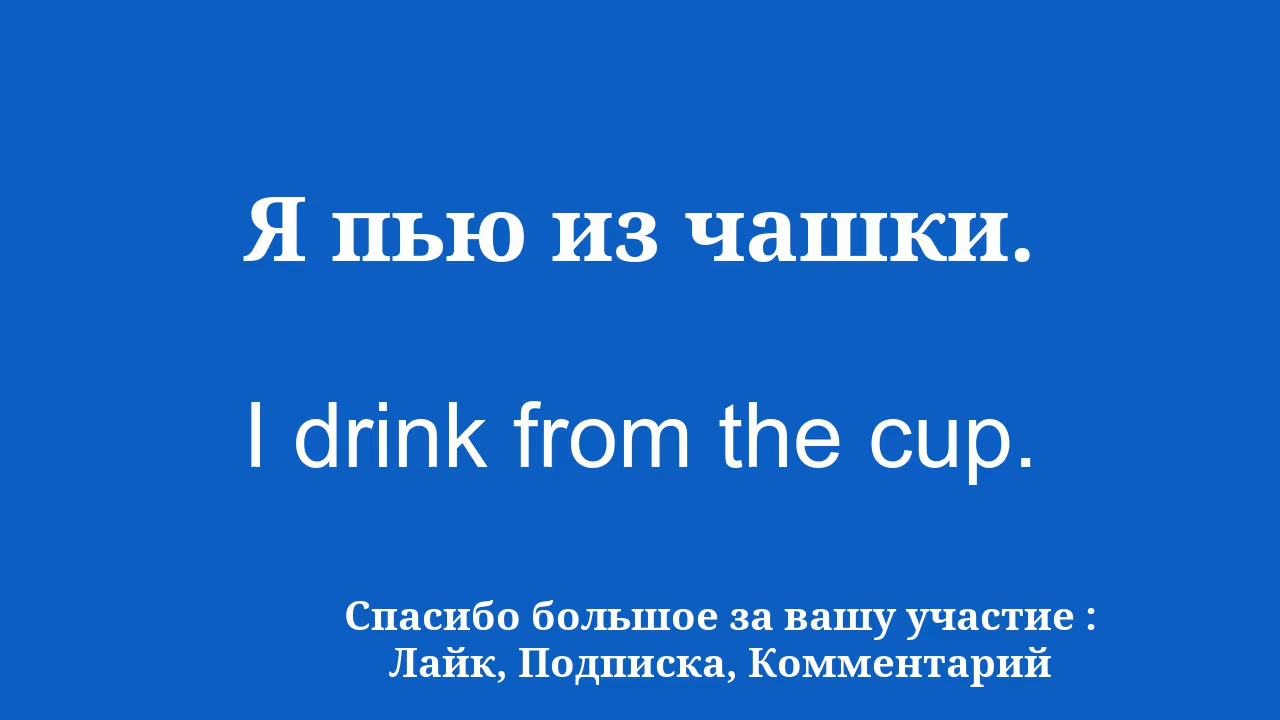 Я пью из чашки.
I drink from the cup.
Спасибо большое за вашу участие :
Лайк, Подписка, Комментарий